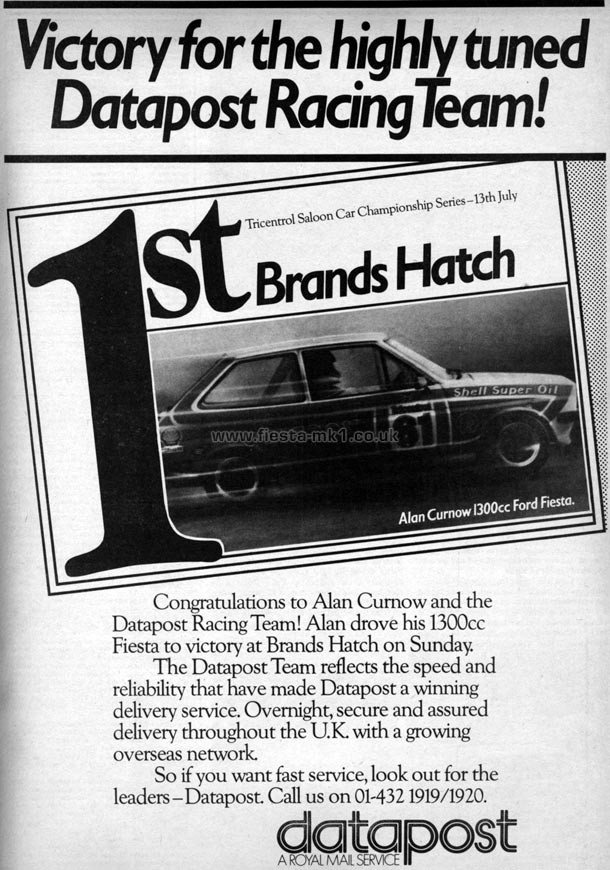 Victory for the highly tuned
Datapost Racing Team!
1st
Tricentrol Saloon Car Championship Series – 13th July
Brands Hatch
Shell Super Oil
81
www.fiesta-mk1.co.uk
Alan Curnow 1300cc Ford Fiesta.
Congratulations to Alan Curnow and the
Datapost Racing Team! Alan drove his 1300cc
Fiesta to victory at Brands Hatch on Sunday.
The Datapost Team reflects the speed and
reliability that have made Datapost a winning
delivery service. Overnight, secure and assured
delivery throughout the U.K. with a growing
overseas network.
So if you want fast service, look out for the
leaders – Datapost. Call us on 01-432 1919/1920.
datapost
A ROYAL MAIL SERVICE